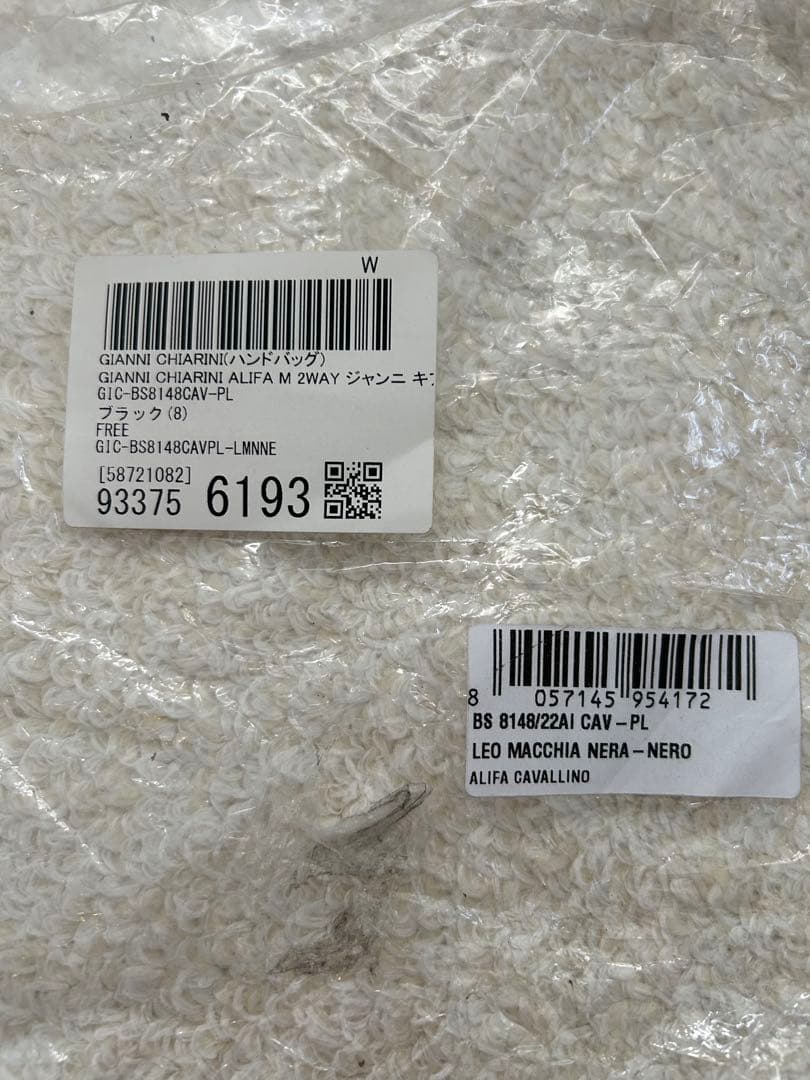 W
GIANNI CHIARINI(ハンドバッグ)
GIANNI CHIARINI ALIFA M 2WAY ジャンニ キ
GIC-BS8148CAV-PL
ブラック(8)
FREE
GIC-BS8148CAVPL-LMNNE
[58721082]
93375 6193
8 057145 954172
BS 8148/22AI CAV-PL
LEO MACCHIA NERA-NERO
ALIFA CAVALLINO